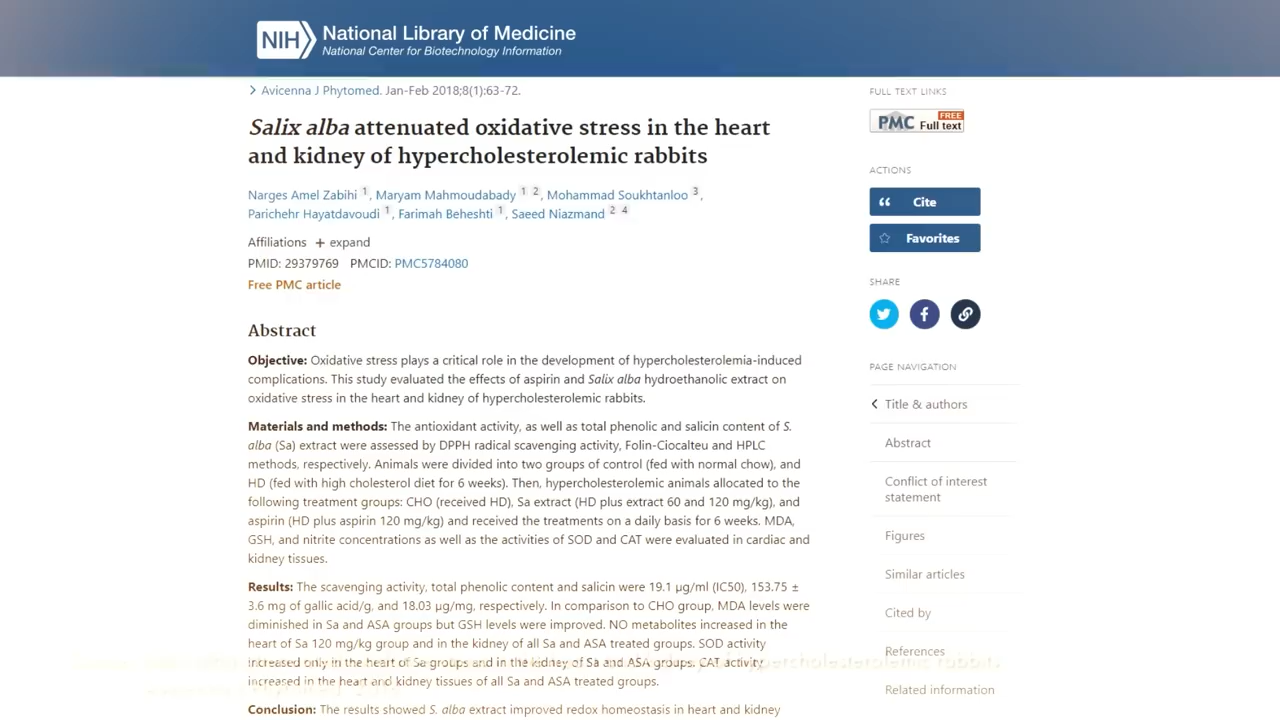 NIH National Library of Medicine
National Center for Biotechnology Information
Avicenna J Phytomed. Jan-Feb 2018;8(1):63-72.
Salix alba attenuated oxidative stress in the heart
and kidney of hypercholesterolemic rabbits
Narges Amel Zabihi 1, Maryam Mahmoudabady 1 2, Mohammad Soukhtanloo 3,
Parichehr Hayatdavoudi 1, Farimah Beheshti 1, Saeed Niazmand 2 4
Affiliations + expand
PMID: 29379769 PMCID: PMC5784080
Free PMC article
Abstract
Objective: Oxidative stress plays a critical role in the development of hypercholesterolemia-induced
complications. This study evaluated the effects of aspirin and Salix alba hydroethanolic extract on
oxidative stress in the heart and kidney of hypercholesterolemic rabbits.
Materials and methods: The antioxidant activity, as well as total phenolic and salicin content of S.
alba (Sa) extract were assessed by DPPH radical scavenging activity, Folin-Ciocalteu and HPLC
methods, respectively. Animals were divided into two groups of control (fed with normal chow), and
HD (fed with high cholesterol diet for 6 weeks). Then, hypercholesterolemic animals allocated to the
following treatment groups: CHO (received HD), Sa extract (HD plus extract 60 and 120 mg/kg), and
aspirin (HD plus aspirin 120 mg/kg) and received the treatments on a daily basis for 6 weeks. MDA,
GSH, and nitrite concentrations as well as the activities of SOD and CAT were evaluated in cardiac and
kidney tissues.
Results: The scavenging activity, total phenolic content and salicin were 19.1 μg/ml (IC50), 153.75 ±
3.6 mg of gallic acid/g, and 18.03 μg/mg, respectively. In comparison to CHO group, MDA levels were
diminished in Sa and ASA groups but GSH levels were improved. NO metabolites increased in the
heart of Sa 120 mg/kg group and in the kidney of all Sa and ASA treated groups. SOD activity
increased only in the heart of Sa groups and in the kidney of Sa and ASA groups. CAT activity
increased in the heart and kidney tissues of all Sa and ASA treated groups.
Conclusion: The results showed S. alba extract improved redox homeostasis in heart and kidney
FULL TEXT LINKS
PMC FREE Full text
ACTIONS
Cite
Favorites
SHARE
PAGE NAVIGATION
Title & authors
Abstract
Conflict of interest
statement
Figures
Similar articles
Cited by
References
Related information
hypercholesterolemic rabbits